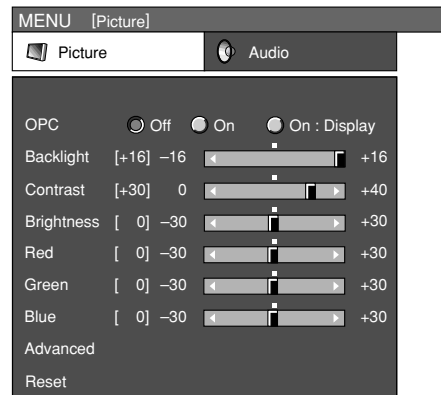 MENU [Picture]
Picture Audio
OPC Off On On : Display
Backlight [+16] –16 +16
Contrast [+30] 0 +40
Brightness [ 0] –30 +30
Red [ 0] –30 +30
Green [ 0] –30 +30
Blue [ 0] –30 +30
Advanced
Reset